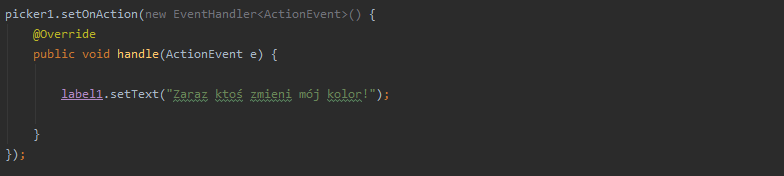 picker1.setOnAction(new EventHandler<ActionEvent>() {
@Override
public void handle(ActionEvent e) {
label1.setText("Zaraz ktoś zmieni mój kolor!");
}
});